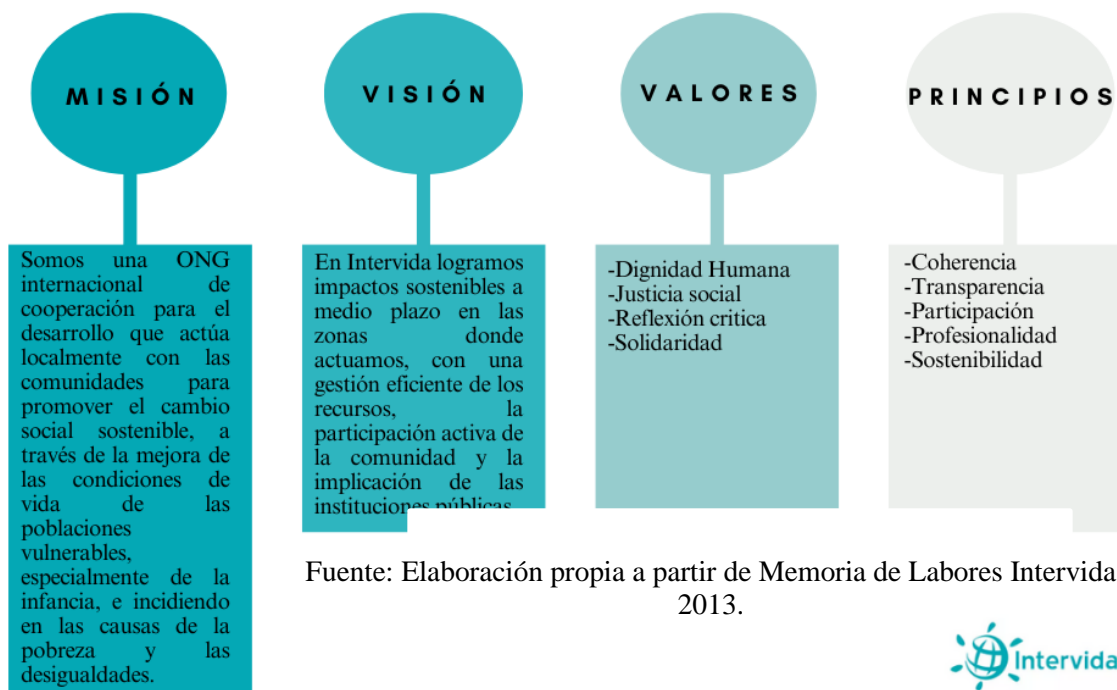 MISIÓN
Somos una ONG
internacional de
cooperación para el
desarrollo que actúa
localmente con las
comunidades para
promover el cambio
social sostenible, a
través de la mejora de
las condiciones de
vida de las
poblaciones
vulnerables,
especialmente de la
infancia, e incidiendo
en las causas de la
pobreza y las
desigualdades.
VISIÓN
En Intervida logramos
impactos sostenibles a
medio plazo en las
zonas donde
actuamos, con una
gestión eficiente de los
recursos, la
participación activa de
la comunidad y la
implicación de las
instituciones públicas
VALORES
-Dignidad Humana
-Justicia social
-Reflexión critica
-Solidaridad
PRINCIPIOS
-Coherencia
-Transparencia
-Participación
-Profesionalidad
-Sostenibilidad
Fuente: Elaboración propia a partir de Memoria de Labores Intervida
2013.
Intervida